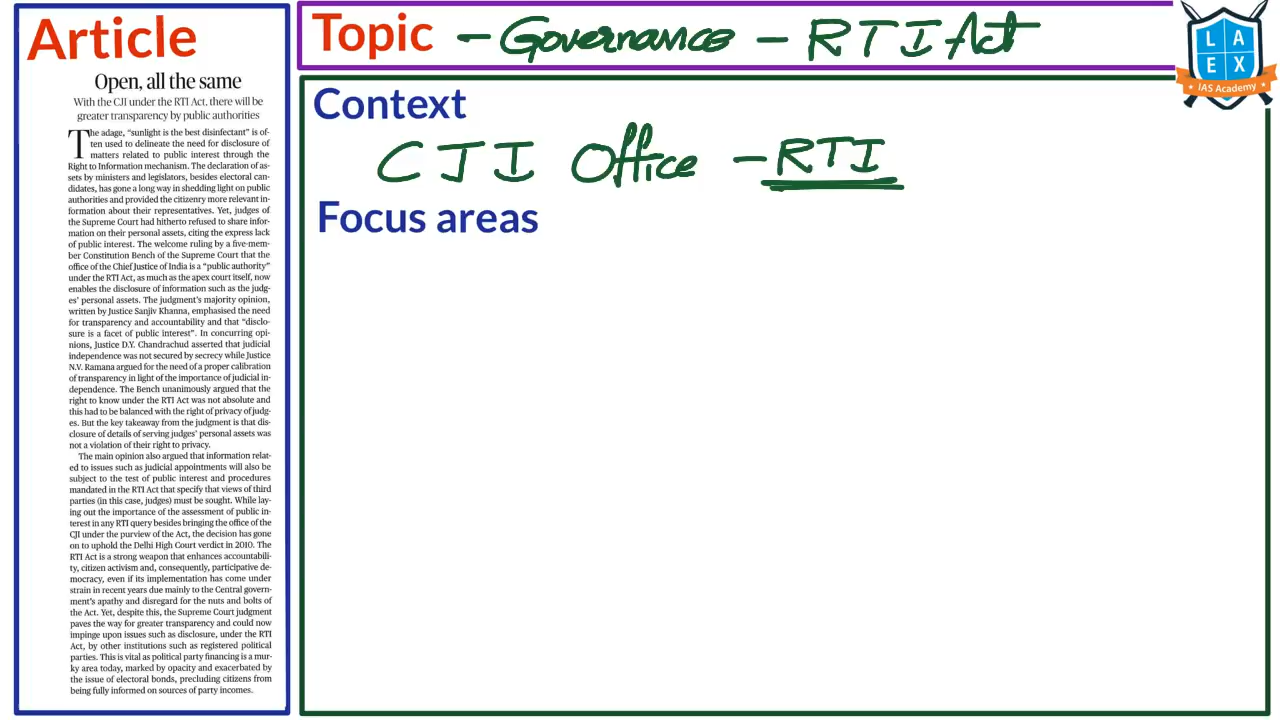 Article
Open, all the same
With the CJI under the RTI Act, there will be
greater transparency by public authorities
The adage, “sunlight is the best disinfectant” is of-
ten used to delineate the need for disclosure of
matters related to public interest through the
Right to Information mechanism. The declaration of as-
sets by ministers and legislators, besides electoral can-
didates, has gone a long way in shedding light on public
authorities and provided the citizenry more relevant in-
formation about their representatives. Yet, judges of
the Supreme Court had hitherto refused to share infor-
mation on their personal assets, citing the express lack
of public interest. The welcome ruling by a five-mem-
ber Constitution Bench of the Supreme Court that the
office of the Chief Justice of India is a “public authority”
under the RTI Act, as much as the apex court itself, now
enables the disclosure of information such as the judg-
es’ personal assets. The judgment’s majority opinion,
written by Justice Sanjiv Khanna, emphasised the need
for transparency and accountability and that “disclo-
sure is a facet of public interest”. In concurring opi-
nions, Justice D.Y. Chandrachud asserted that judicial
independence was not secured by secrecy while Justice
N.V. Ramana argued for the need of a proper calibration
of transparency in light of the importance of judicial in-
dependence. The Bench unanimously argued that the
right to know under the RTI Act was not absolute and
this had to be balanced with the right of privacy of judg-
es. But the key takeaway from the judgment is that dis-
closure of details of serving judges’ personal assets was
not a violation of their right to privacy.
The main opinion also argued that information relat-
ed to issues such as judicial appointments will also be
subject to the test of public interest and procedures
mandated in the RTI Act that specify that views of third
parties (in this case, judges) must be sought. While lay-
ing out the importance of the assessment of public in-
terest in any RTI query besides bringing the office of the
CJI under the purview of the Act, the decision has gone
on to uphold the Delhi High Court verdict in 2010. The
RTI Act is a strong weapon that enhances accountabili-
ty, citizen activism and, consequently, participative de-
mocracy, even if its implementation has come under
strain in recent years due mainly to the Central govern-
ment’s apathy and disregard for the nuts and bolts of
the Act. Yet, despite this, the Supreme Court judgment
paves the way for greater transparency and could now
impinge upon issues such as disclosure, under the RTI
Act, by other institutions such as registered political
parties. This is vital as political party financing is a mur-
ky area today, marked by opacity and exacerbated by
the issue of electoral bonds, precluding citizens from
being fully informed on sources of party incomes.
Topic - Governance - RTI Act
Context
CJI Office - RTI
Focus areas
L A
E X
IAS Academy